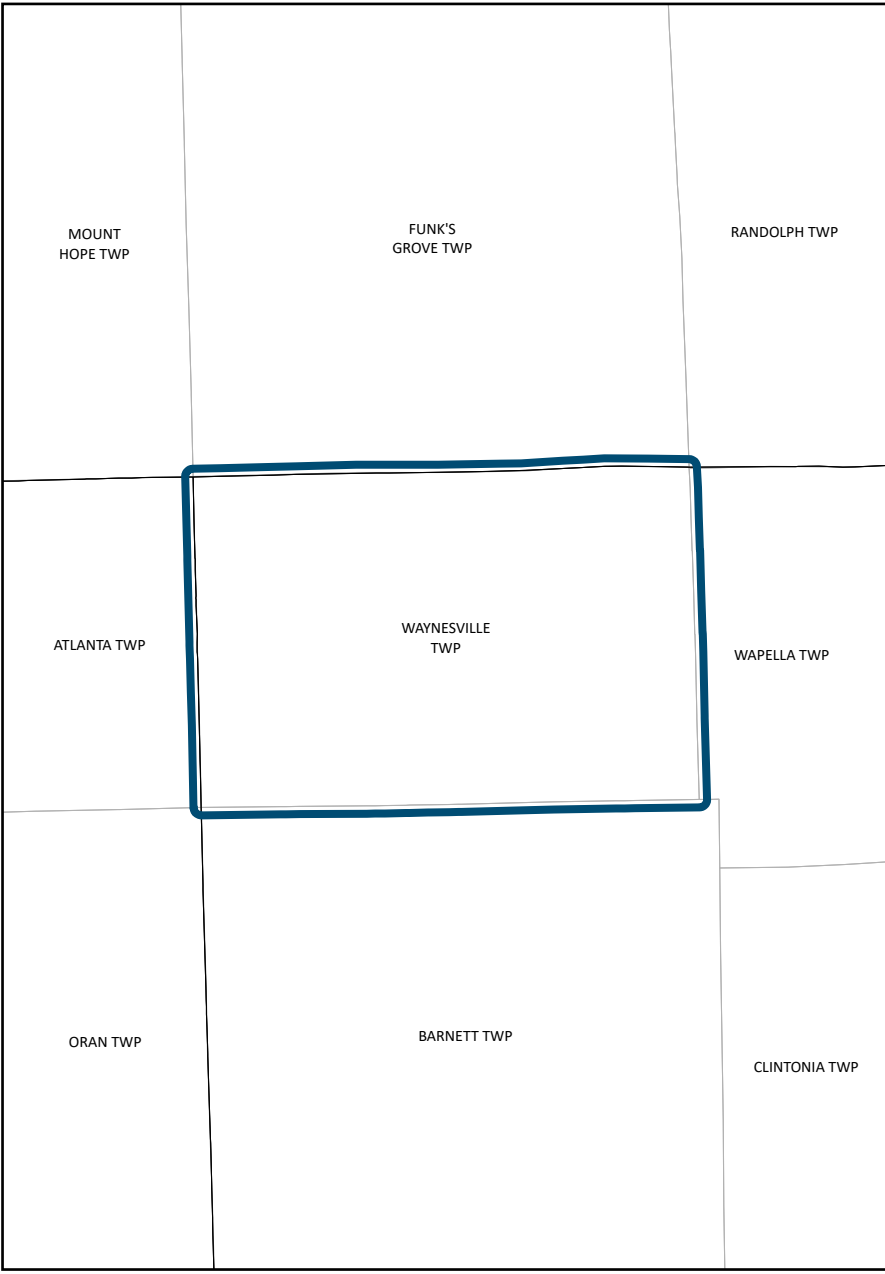 MOUNT
HOPE TWP
FUNK'S
GROVE TWP
RANDOLPH TWP
ATLANTA TWP
WAYNESVILLE
TWP
WAPELLA TWP
ORAN TWP
BARNETT TWP
CLINTONIA TWP